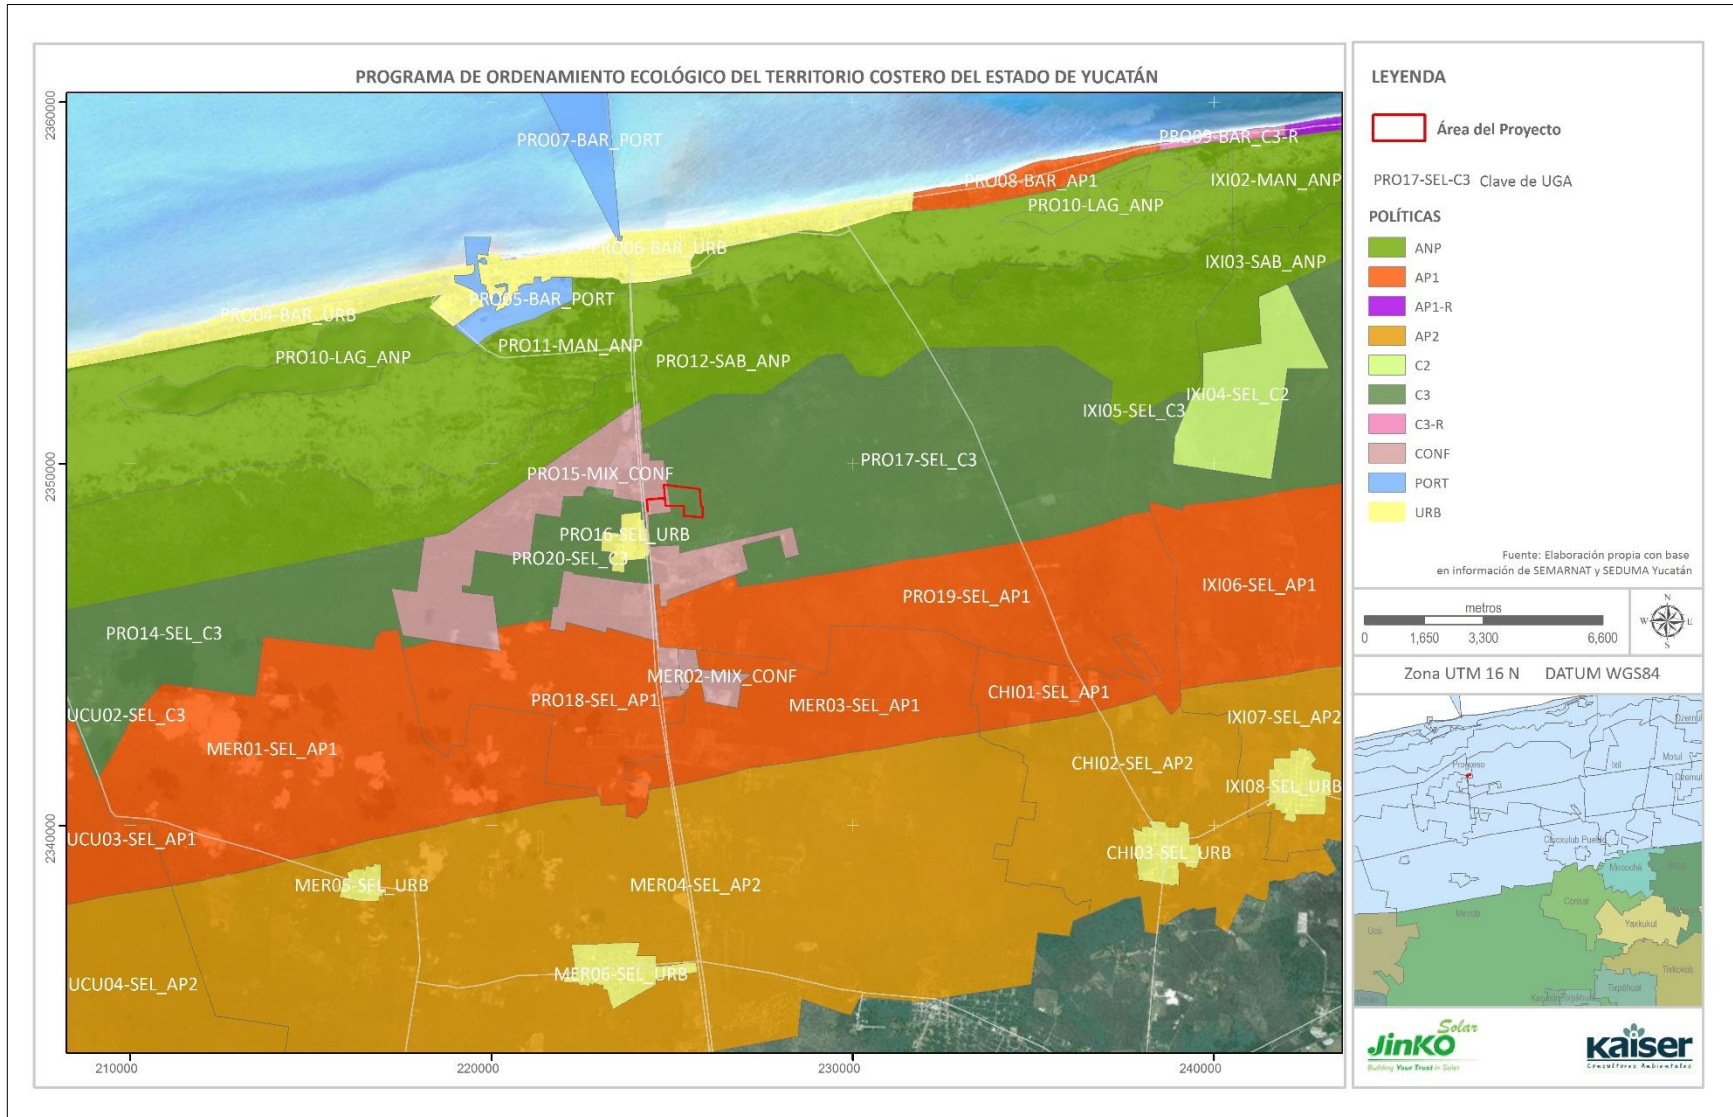 PROGRAMA DE ORDENAMIENTO ECOLÓGICO DEL TERRITORIO COSTERO DEL ESTADO DE YUCATÁN
2360000
2350000
2340000
210000
220000
230000
240000
PRO07-BAR_PORT
PRO09-BAR_C3-R
PRO08-BAR_AP1
IXI02-MAN_ANP
PRO10-LAG_ANP
PRO06-BAR_URB
IXI03-SAB_ANP
PRO05-BAR_PORT
PRO04-BAR_URB
PRO11-MAN_ANP
PRO10-LAG_ANP
PRO12-SAB_ANP
IXI04-SEL_C2
IXI05-SEL_C3
PRO17-SEL_C3
PRO15-MIX_CONF
PRO16-SEL_URB
PRO20-SEL_C3
IXI06-SEL_AP1
PRO19-SEL_AP1
PRO14-SEL_C3
MER02-MIX_CONF
CHI01-SEL_AP1
PRO18-SEL_AP1
MER03-SEL_AP1
UCU02-SEL_C3
IXI07-SEL_AP2
MER01-SEL_AP1
CHI02-SEL_AP2
IXI08-SEL_URB
UCU03-SEL_AP1
CHI03-SEL_URB
MER05-SEL_URB
MER04-SEL_AP2
MER06-SEL_URB
UCU04-SEL_AP2
LEYENDA
Área del Proyecto
PRO17-SEL-C3 Clave de UGA
POLÍTICAS
ANP
AP1
AP1-R
AP2
C2
C3
C3-R
CONF
PORT
URB
Fuente: Elaboración propia con base
en información de SEMARNAT y SEDUMA Yucatán
metros
0 1,650 3,300 6,600
N
W E
S
Zona UTM 16 N DATUM WGS84
Dzemul
Progreso
Ixil
Motul
Dzemul
Chicxulub Pueblo
Mocochá
Conkal
Mérida
Yaxkukul
Ucú
Tixkokob
Tixpéhual
Solar
JinKO
Building Your Trust in Solar
Kaiser
Consultores Ambientales